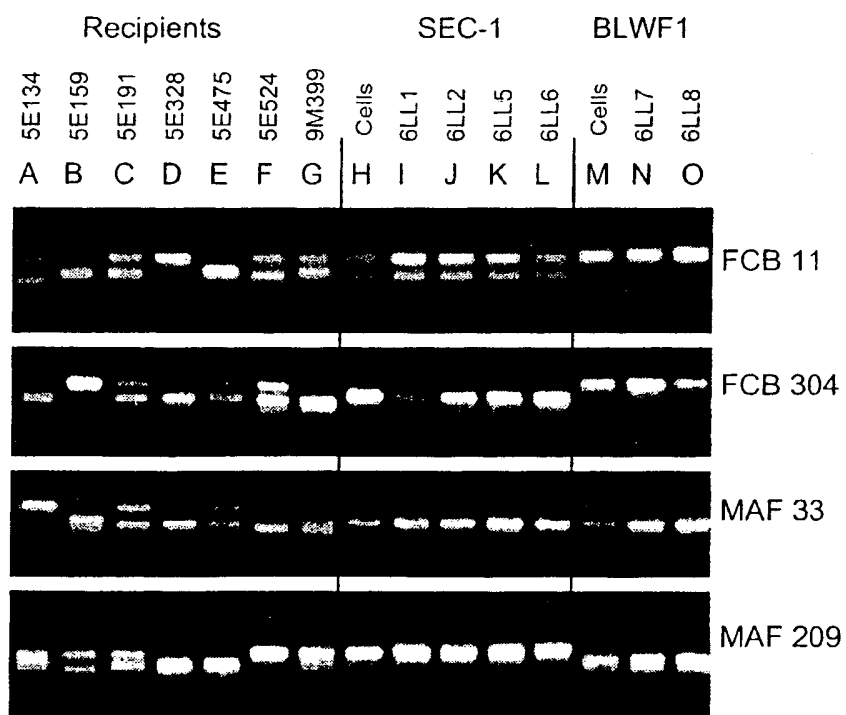 Recipients SEC-1 BLWF1
5E134 5E159 5E191 5E328 5E475 5E524 9M399 Cells 6LL1 6LL2 6LL5 6LL6 Cells 6LL7 6LL8
A B C D E F G H I J K L M N O
FCB 11
FCB 304
MAF 33
MAF 209